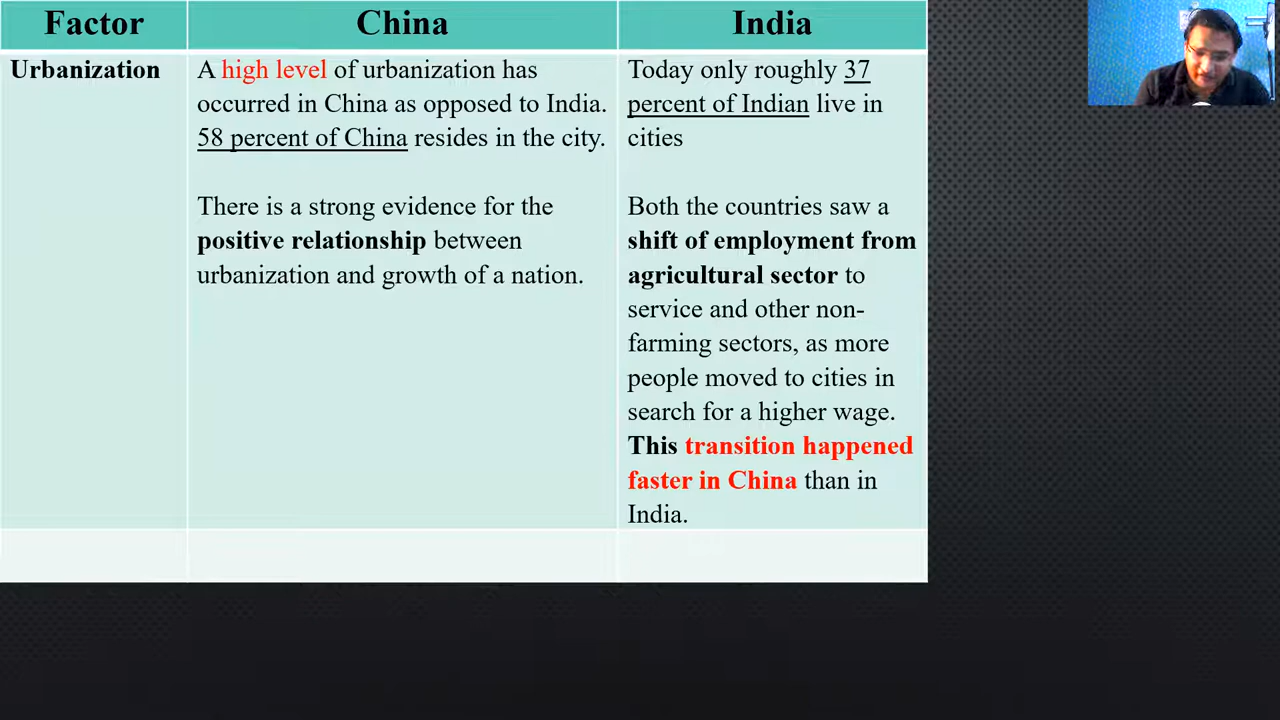 Factor China India
Urbanization
A high level of urbanization has
occurred in China as opposed to India.
58 percent of China resides in the city.
There is a strong evidence for the
positive relationship between
urbanization and growth of a nation.
Today only roughly 37
percent of Indian live in
cities
Both the countries saw a
shift of employment from
agricultural sector to
service and other non-
farming sectors, as more
people moved to cities in
search for a higher wage.
This transition happened
faster in China than in
India.